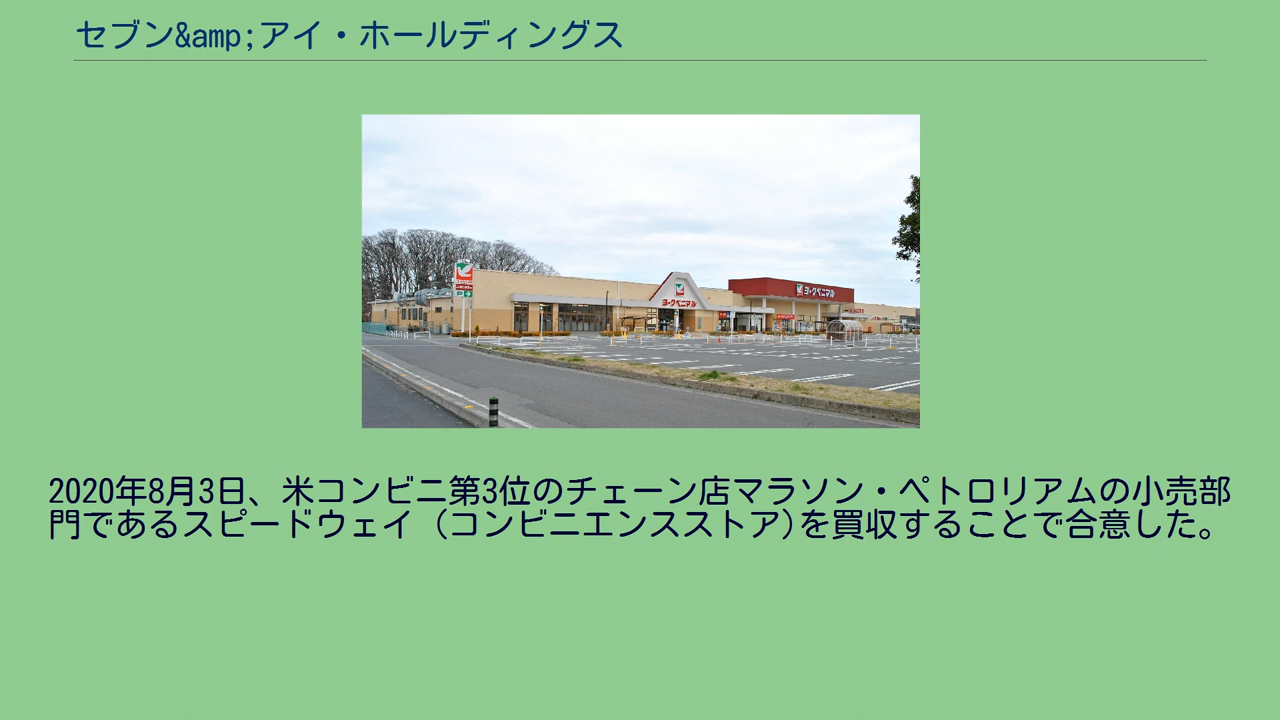 セブン&amp;アイ・ホールディングス
ヨークベニマル
ヨークベニマル
2020年8月3日、米コンビニ第3位のチェーン店マラソン・ペトロリアムの小売部
門であるスピードウェイ (コンビニエンスストア)を買収することで合意した。